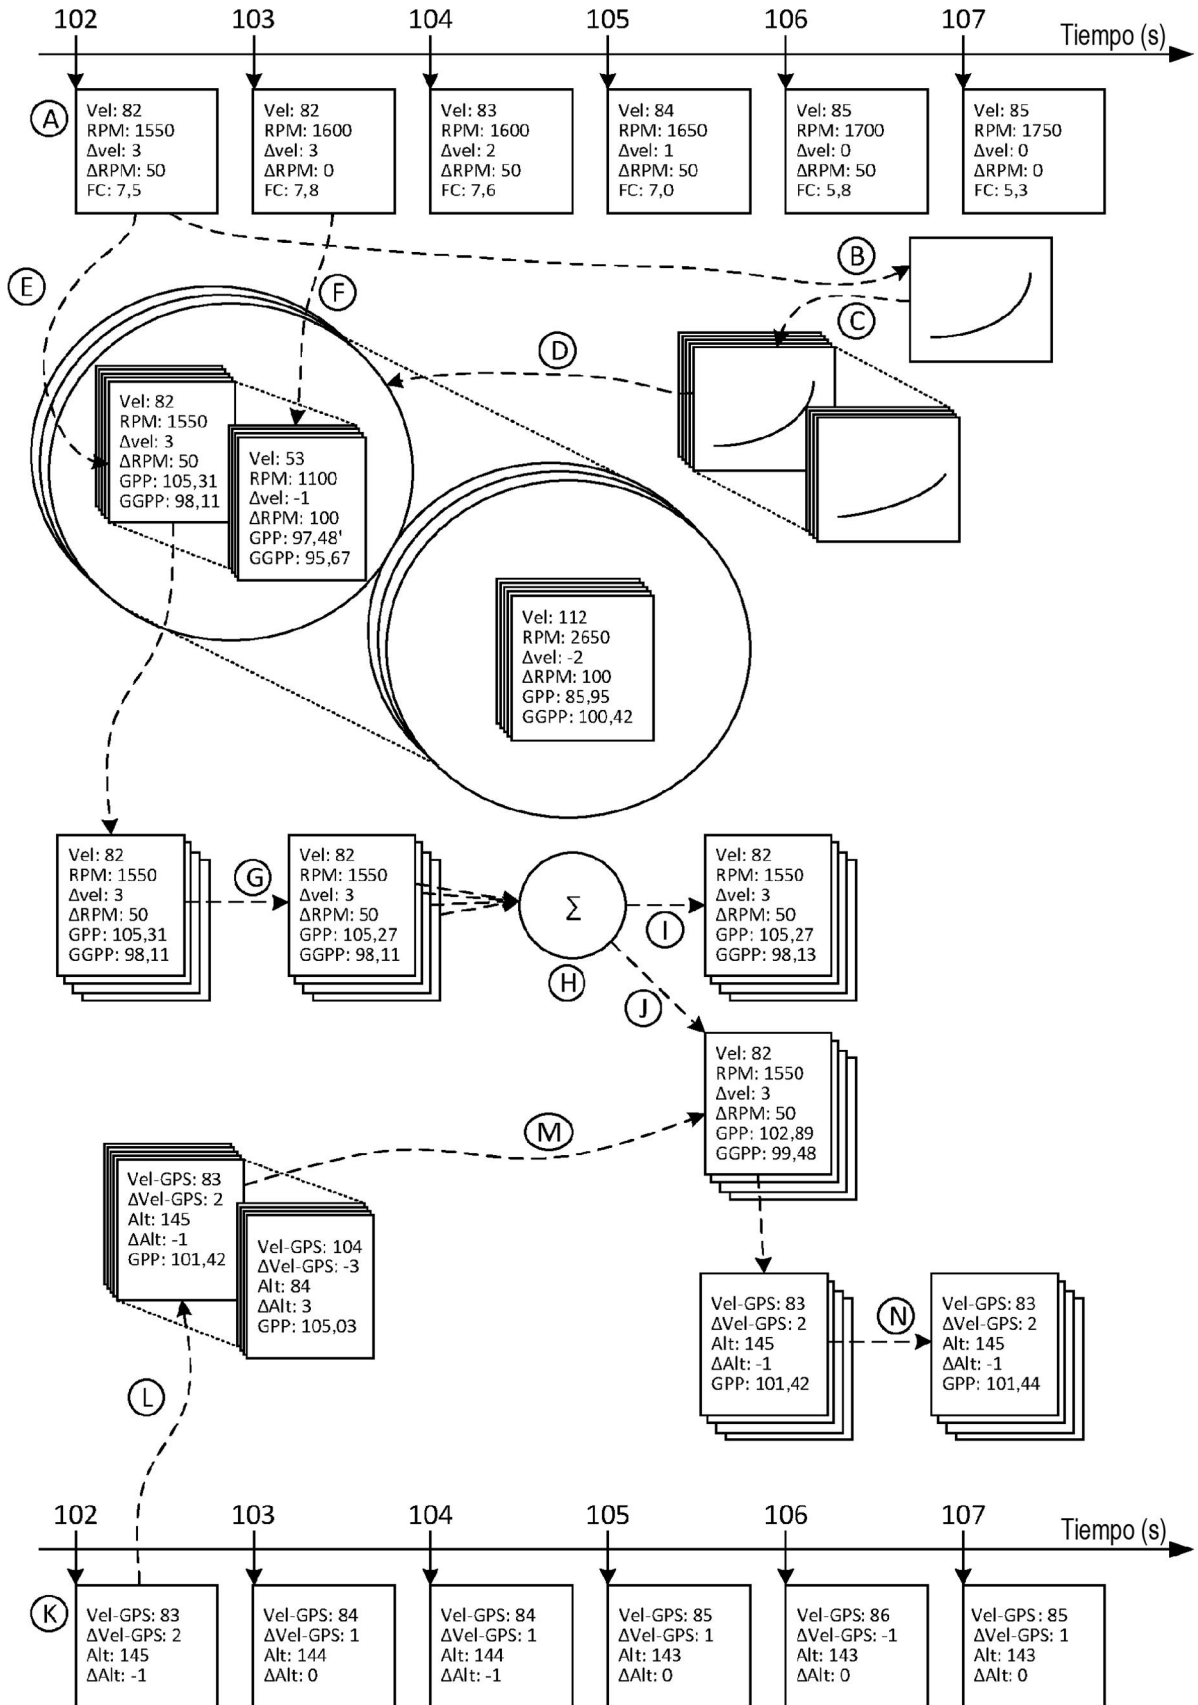 102
103
104
105
106
107
Tiempo (s)
A
Vel: 82
RPM: 1550
Δvel: 3
ΔRPM: 50
FC: 7,5
Vel: 82
RPM: 1600
Δvel: 3
ΔRPM: 0
FC: 7,8
Vel: 83
RPM: 1600
Δvel: 2
ΔRPM: 50
FC: 7,6
Vel: 84
RPM: 1650
Δvel: 1
ΔRPM: 50
FC: 7,0
Vel: 85
RPM: 1700
Δvel: 0
ΔRPM: 50
FC: 5,8
Vel: 85
RPM: 1750
Δvel: 0
ΔRPM: 0
FC: 5,3
B
E
F
C
D
Vel: 82
RPM: 1550
Δvel: 3
ΔRPM: 50
GPP: 105,31
GGPP: 98,11
Vel: 53
RPM: 1100
Δvel: -1
ΔRPM: 100
GPP: 97,48'
GGPP: 95,67
Vel: 112
RPM: 2650
Δvel: -2
ΔRPM: 100
GPP: 85,95
GGPP: 100,42
Vel: 82
RPM: 1550
Δvel: 3
ΔRPM: 50
GPP: 105,31
GGPP: 98,11
G
Vel: 82
RPM: 1550
Δvel: 3
ΔRPM: 50
GPP: 105,27
GGPP: 98,11
Σ
H
I
J
Vel: 82
RPM: 1550
Δvel: 3
ΔRPM: 50
GPP: 105,27
GGPP: 98,13
Vel: 82
RPM: 1550
Δvel: 3
ΔRPM: 50
GPP: 102,89
GGPP: 99,48
M
Vel-GPS: 83
ΔVel-GPS: 2
Alt: 145
ΔAlt: -1
GPP: 101,42
Vel-GPS: 104
ΔVel-GPS: -3
Alt: 84
ΔAlt: 3
GPP: 105,03
L
Vel-GPS: 83
ΔVel-GPS: 2
Alt: 145
ΔAlt: -1
GPP: 101,42
N
Vel-GPS: 83
ΔVel-GPS: 2
Alt: 145
ΔAlt: -1
GPP: 101,44
102
103
104
105
106
107
Tiempo (s)
K
Vel-GPS: 83
ΔVel-GPS: 2
Alt: 145
ΔAlt: -1
Vel-GPS: 84
ΔVel-GPS: 1
Alt: 144
ΔAlt: 0
Vel-GPS: 84
ΔVel-GPS: 1
Alt: 144
ΔAlt: -1
Vel-GPS: 85
ΔVel-GPS: 1
Alt: 143
ΔAlt: 0
Vel-GPS: 86
ΔVel-GPS: -1
Alt: 143
ΔAlt: 0
Vel-GPS: 85
ΔVel-GPS: 1
Alt: 143
ΔAlt: 0